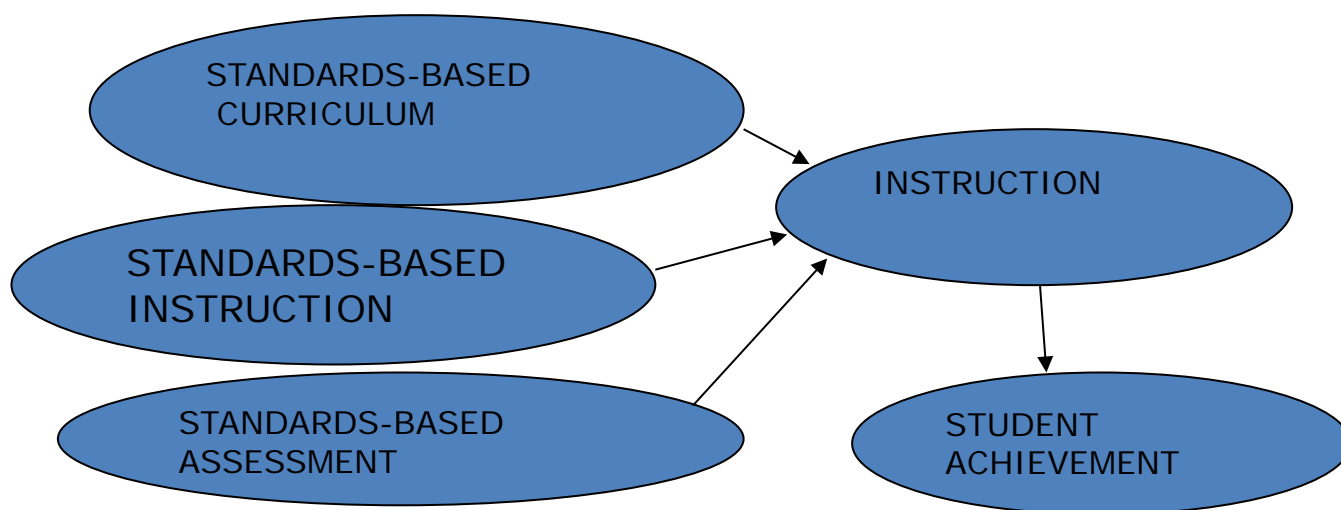 STANDARDS-BASED
CURRICULUM
INSTRUCTION
STANDARDS-BASED
INSTRUCTION
STANDARDS-BASED
ASSESSMENT
STUDENT
ACHIEVEMENT